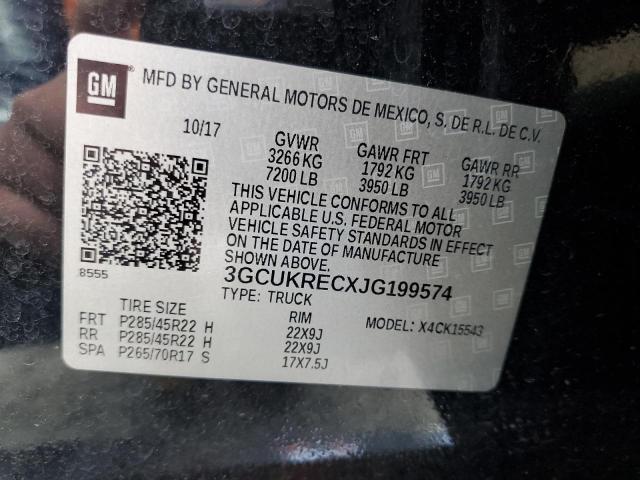 GM ®
MFD BY GENERAL MOTORS DE MEXICO, S. DE R.L. DE C.V.
10/17
GVWR GAWR FRT GAWR RR
3266 KG 1792 KG 1792 KG
7200 LB 3950 LB 3950 LB
THIS VEHICLE CONFORMS TO ALL
APPLICABLE U.S. FEDERAL MOTOR
VEHICLE SAFETY STANDARDS IN EFFECT
ON THE DATE OF MANUFACTURE
SHOWN ABOVE.
8555
3GCUKRECXJG199574
TYPE: TRUCK
MODEL: X4CK15543
TIRE SIZE RIM
FRT P285/45R22 H 22X9J
RR P285/45R22 H 22X9J
SPA P265/70R17 S 17X7.5J